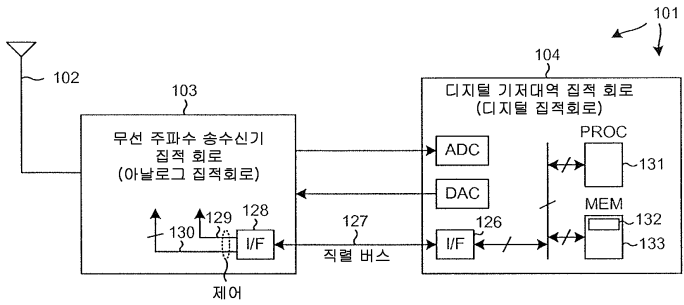 101
102
103
무선 주파수 송수신기
집적 회로
(아날로그 집적회로)
129
128
130
I/F
제어
127
직렬 버스
104
디지털 기저대역 집적 회로
(디지털 집적회로)
ADC
DAC
126
I/F
PROC
131
MEM
132
133